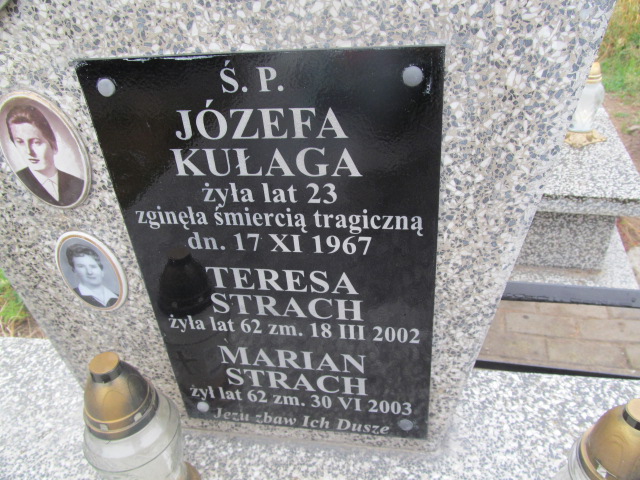 Ś. P.
JÓZEFA
KUŁAGA
żyła lat 23
zginęła śmiercią tragiczną
dn. 17 XI 1967
TERESA
STRACH
żyła lat 62 zm. 18 III 2002
MARIAN
STRACH
żył lat 62 zm. 30 VI 2003
Jezu zbaw Ich Dusze